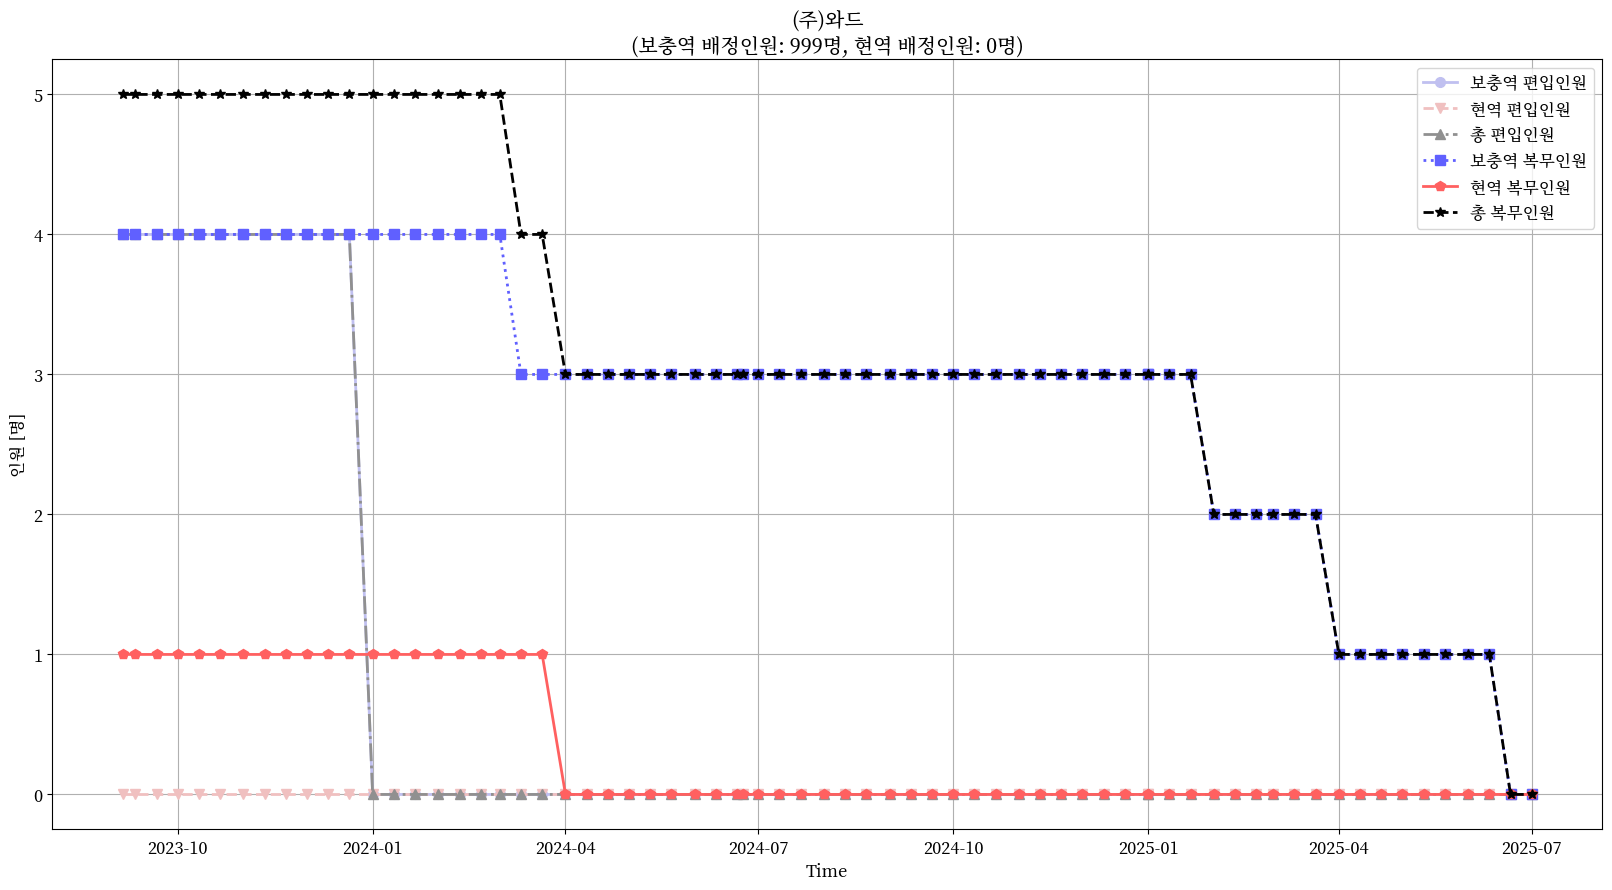 (주)와드
(보충역 배정인원: 999명, 현역 배정인원: 0명)
보충역 편입인원
현역 편입인원
총 편입인원
보충역 복무인원
현역 복무인원
총 복무인원
인원 [명]
5
4
3
2
1
0
2023-10 2024-01 2024-04 2024-07 2024-10 2025-01 2025-04 2025-07
Time